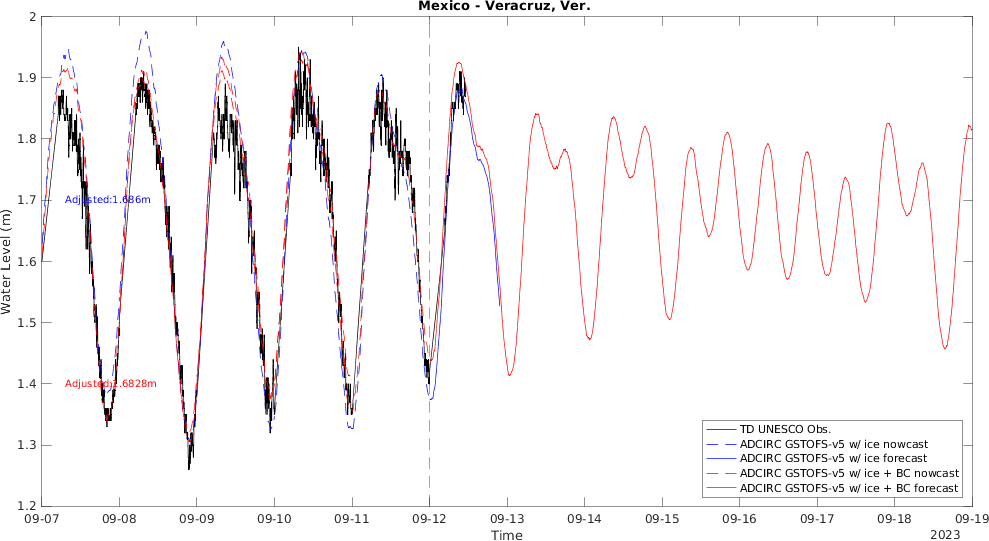 Mexico - Veracruz, Ver.
Water Level (m)
2
1.9
1.8
1.7
1.6
1.5
1.4
1.3
1.2
Adjusted:1.686m
Adjusted:1.6828m
TD UNESCO Obs.
ADCIRC GSTOFS-v5 w/ ice nowcast
ADCIRC GSTOFS-v5 w/ ice forecast
ADCIRC GSTOFS-v5 w/ ice + BC nowcast
ADCIRC GSTOFS-v5 w/ ice + BC forecast
09-07 09-08 09-09 09-10 09-11 09-12 09-13 09-14 09-15 09-16 09-17 09-18 09-19
Time
2023